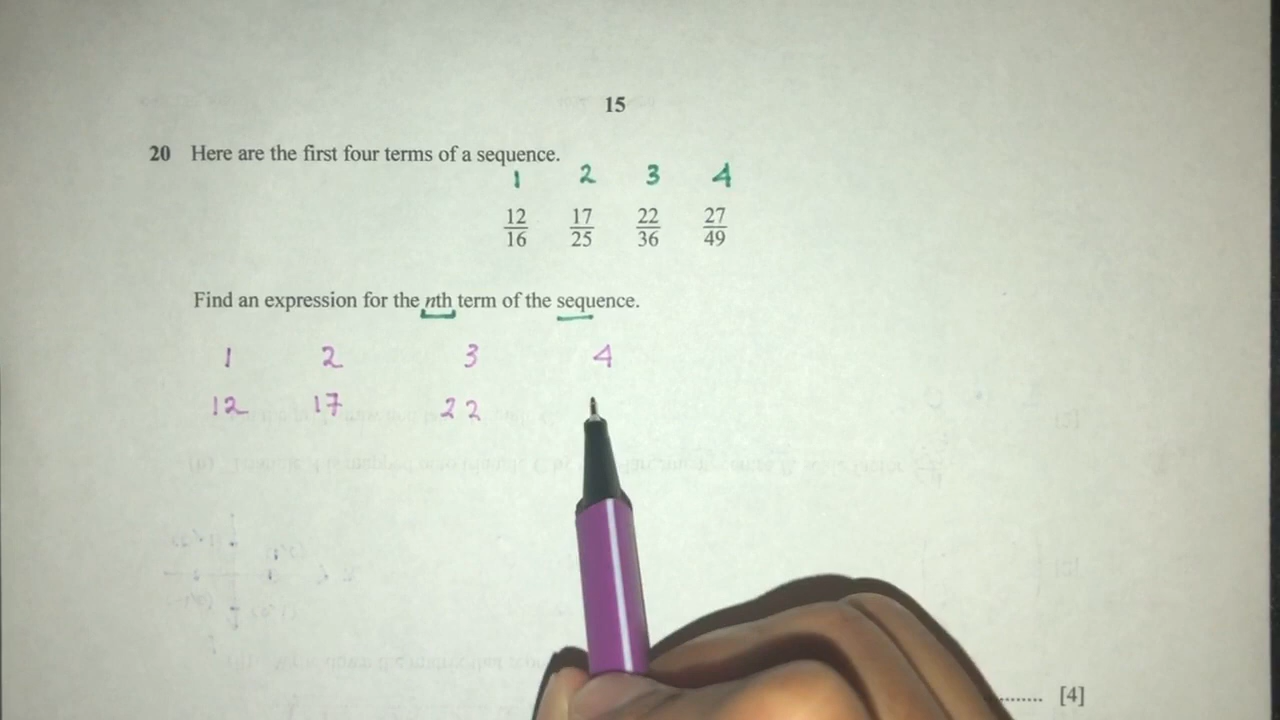 15
20 Here are the first four terms of a sequence.
1 2 3 4
12/16 17/25 22/36 27/49
Find an expression for the nth term of the sequence.
1 2 3 4
12 17 22
........ [4]